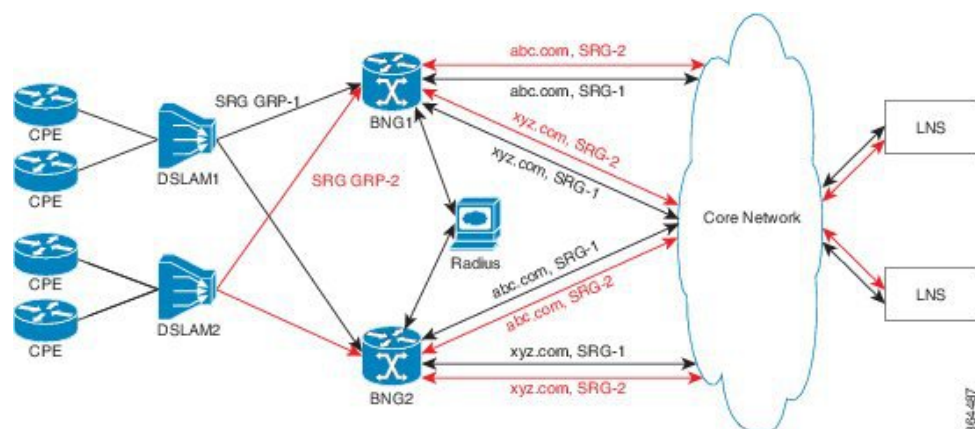 abc.com, SRG-2
abc.com, SRG-1
SRG GRP-1
CPE
BNG1
xyz.com, SRG-2
xyz.com, SRG-1
LNS
CPE
DSLAM1
SRG GRP-2
Core Network
Radius
abc.com, SRG-1
abc.com, SRG-2
CPE
DSLAM2
LNS
CPE
xyz.com, SRG-1
BNG2
xyz.com, SRG-2